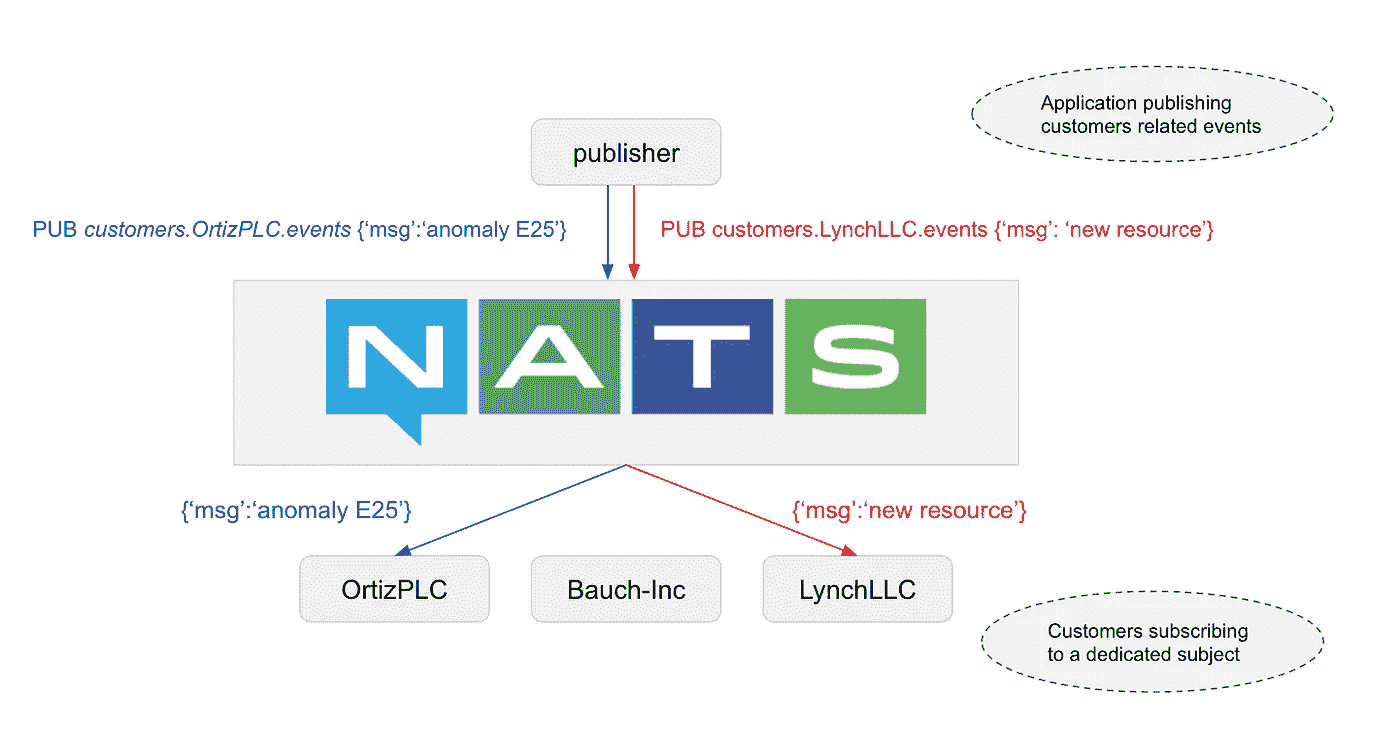 Application publishing
customers related events
publisher
PUB customers.OrtizPLC.events {‘msg’:‘anomaly E25’}
PUB customers.LynchLLC.events {‘msg’: ‘new resource’}
NATS
{‘msg’:‘anomaly E25’}
{‘msg’:‘new resource’}
OrtizPLC
Bauch-Inc
LynchLLC
Customers subscribing
to a dedicated subject